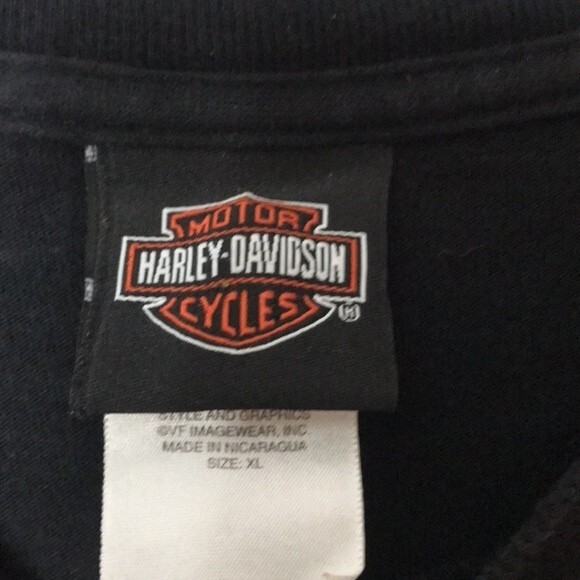 MOTOR
HARLEY-DAVIDSON
CYCLES
STYLE AND GRAPHICS
©VF IMAGEWEAR, INC.
MADE IN NICARAGUA
SIZE: XL